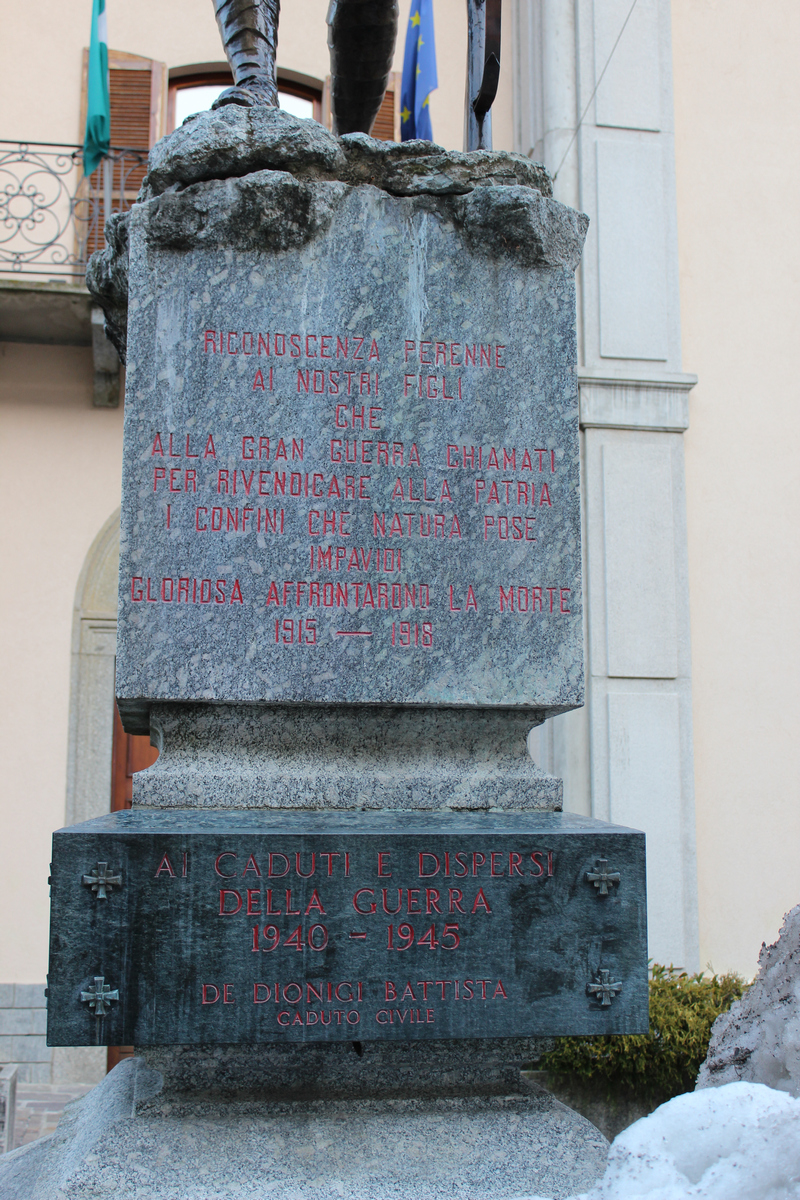 RICONOSCENZA PERENNE
AI NOSTRI FIGLI
CHE
ALLA GRAN GUERRA CHIAMATI
PER RIVENDICARE ALLA PATRIA
I CONFINI CHE NATURA POSE
IMPAVIDI
GLORIOSA AFFRONTARONO LA MORTE
1915 — 1918
AI CADUTI E DISPERSI
DELLA GUERRA
1940 - 1945
DE DIONIGI BATTISTA
CADUTO CIVILE